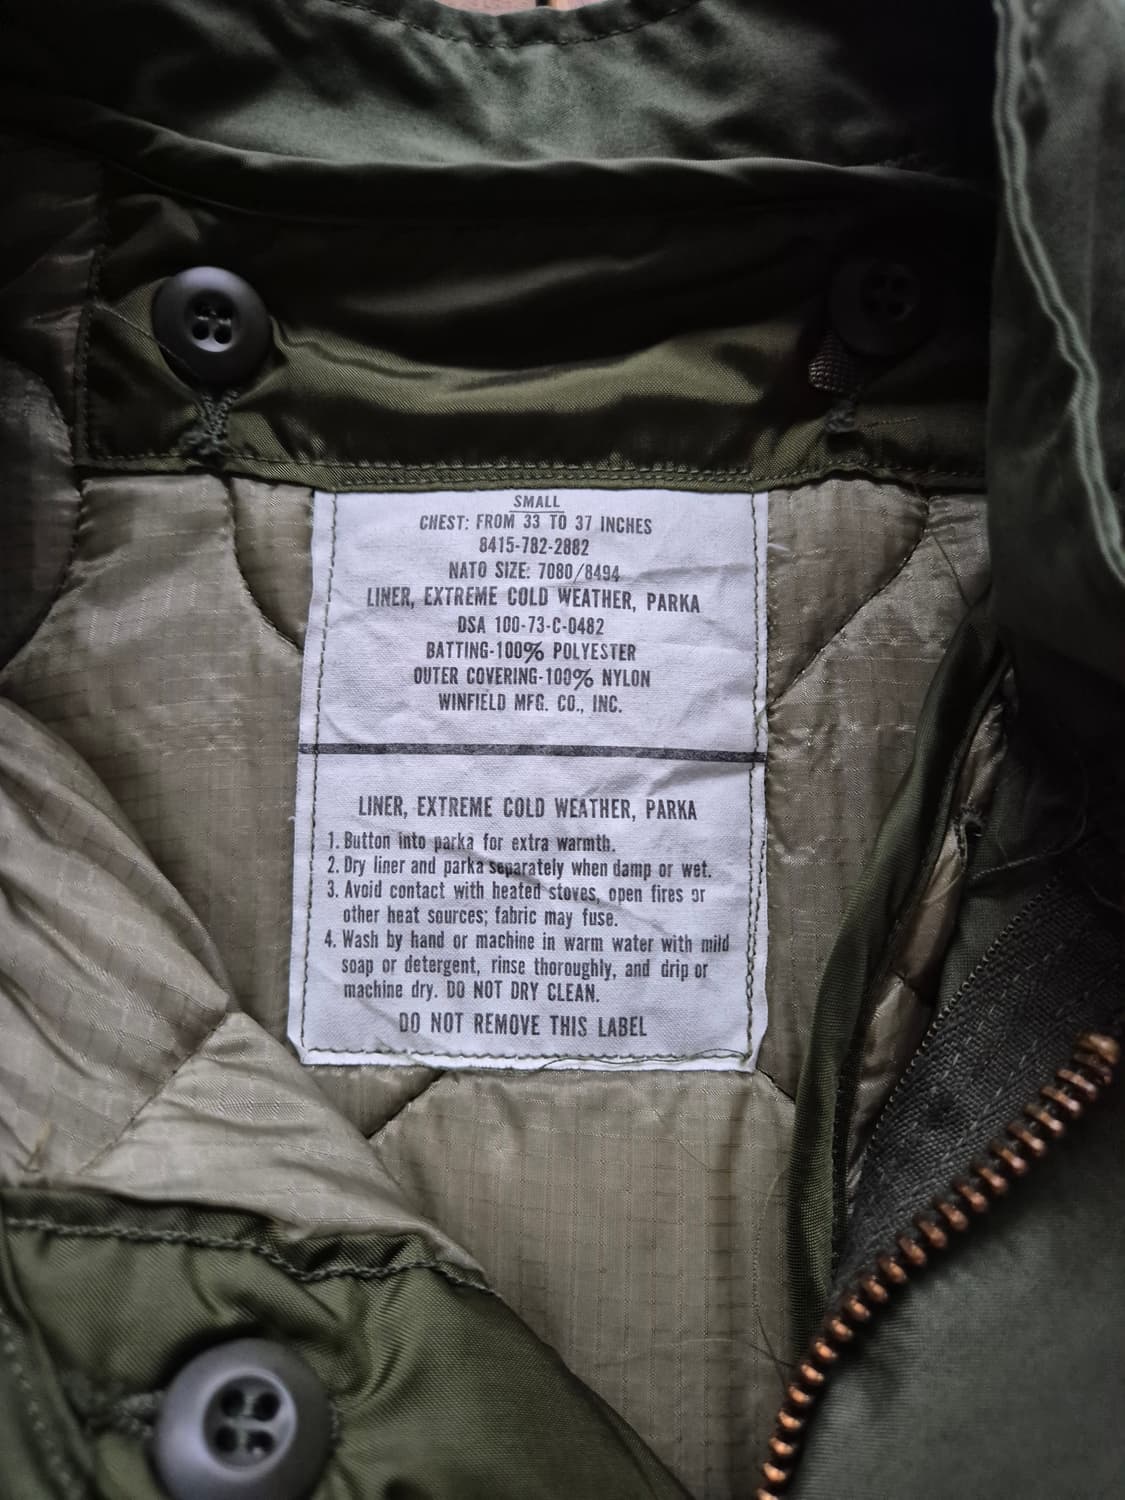 SMALL
CHEST: FROM 33 TO 37 INCHES
8415-782-2882
NATO SIZE: 7080/8494
LINER, EXTREME COLD WEATHER, PARKA
DSA 100-73-C-0482
BATTING-100% POLYESTER
OUTER COVERING-100% NYLON
WINFIELD MFG. CO., INC.
LINER, EXTREME COLD WEATHER, PARKA
1. Button into parka for extra warmth.
2. Dry liner and parka separately when damp or wet.
3. Avoid contact with heated stoves, open fires or
other heat sources; fabric may fuse.
4. Wash by hand or machine in warm water with mild
soap or detergent, rinse thoroughly, and drip or
machine dry. DO NOT DRY CLEAN.
DO NOT REMOVE THIS LABEL